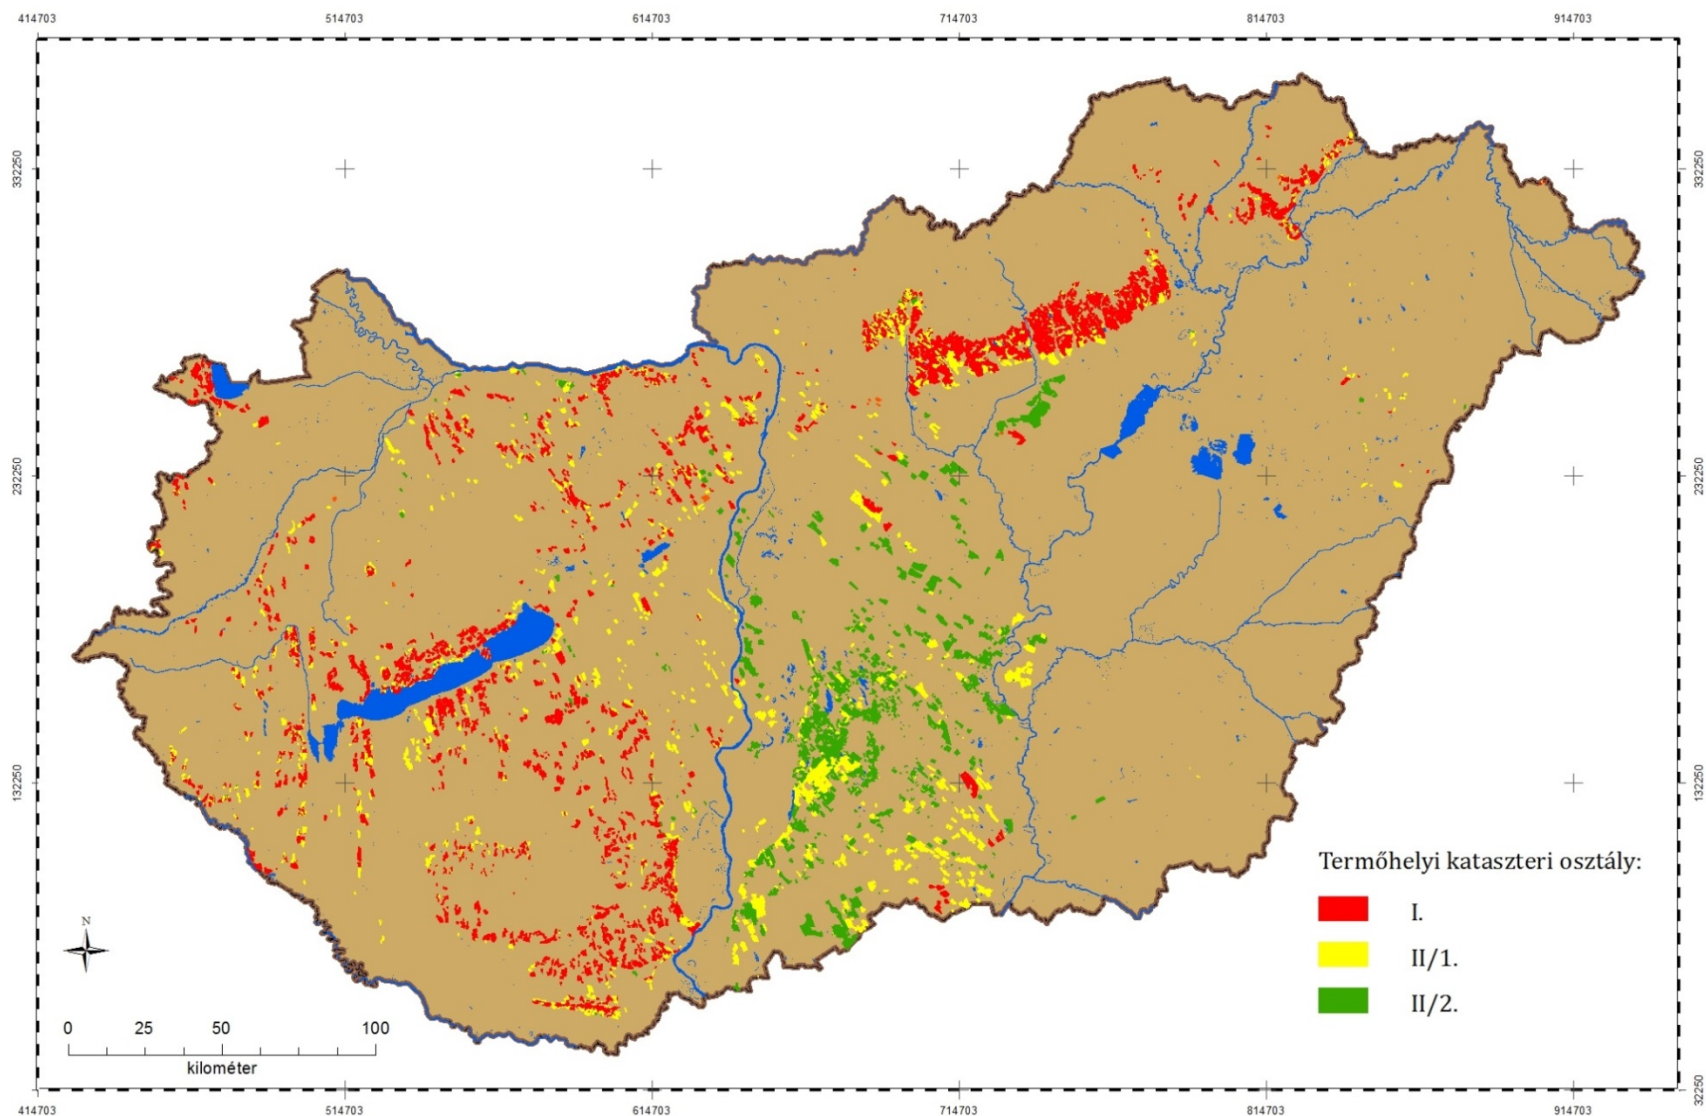 414703 514703 614703 714703 814703 914703
332250 332250
232250 232250
132250 132250
Termőhelyi kataszteri osztály:
I.
II/1.
II/2.
N
0 25 50 100
kilométer
32250
414703 514703 614703 714703 814703 914703